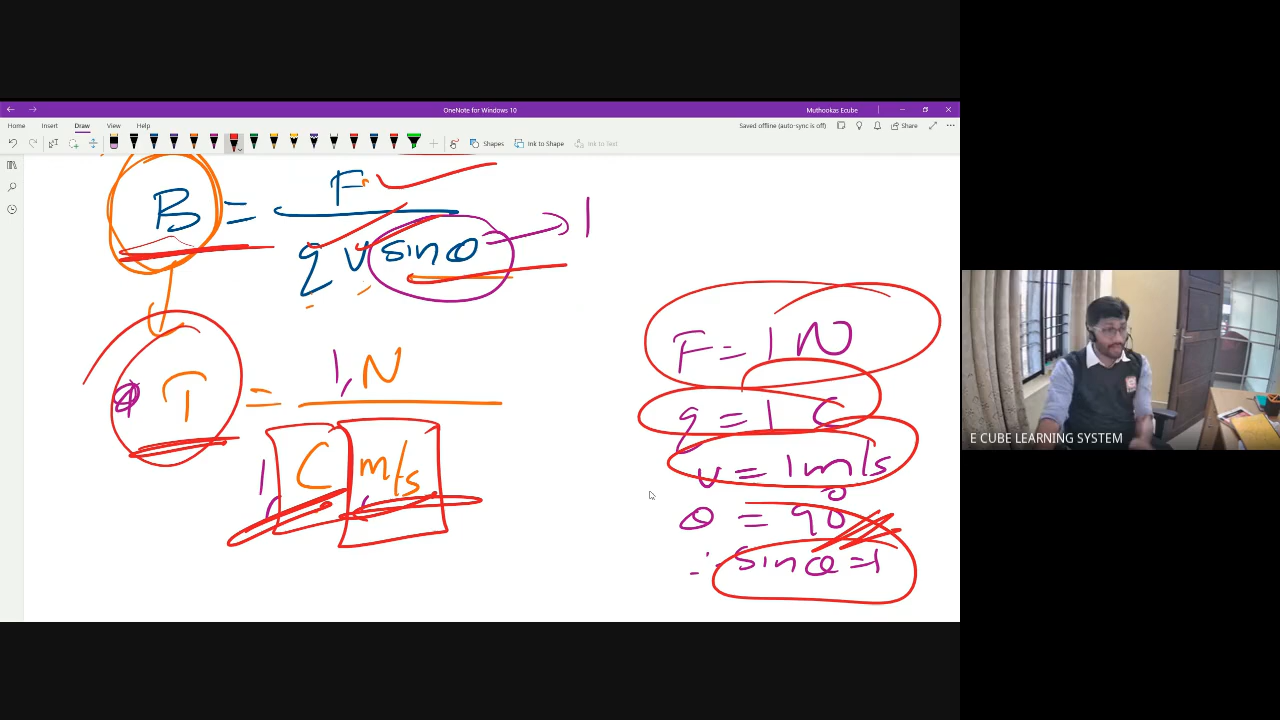 OneNote for Windows 10
Muthookas Ecube
Home Insert Draw View Help
Saved offline (auto-sync is off)
Share
Shapes
Ink to Shape
Ink to Text
B = F
q v sinθ → 1
T = 1 N
1 C m/s
F = 1 N
q = 1 C
v = 1 m/s
θ = 90°
∴ sinθ = 1
E CUBE LEARNING SYSTEM